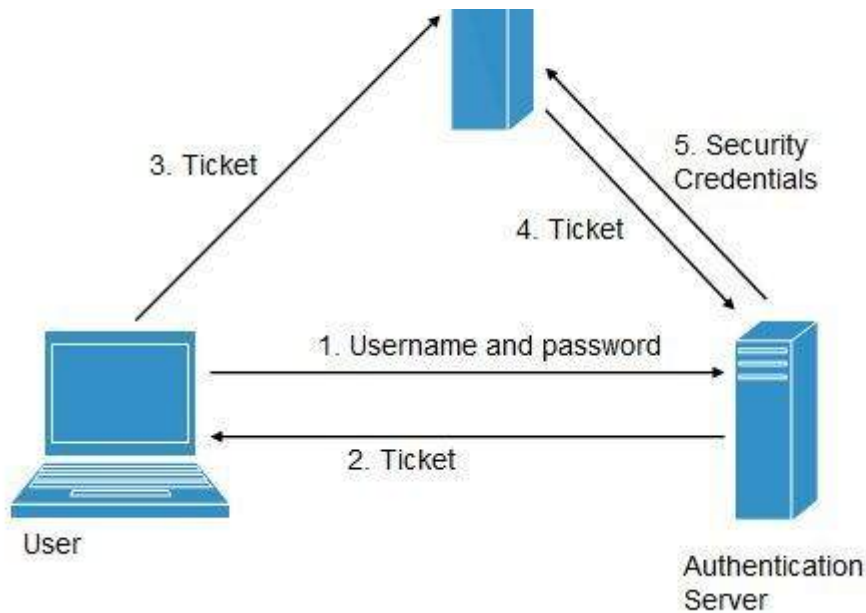 3. Ticket
5. Security
Credentials
4. Ticket
1. Username and password
2. Ticket
User
Authentication
Server